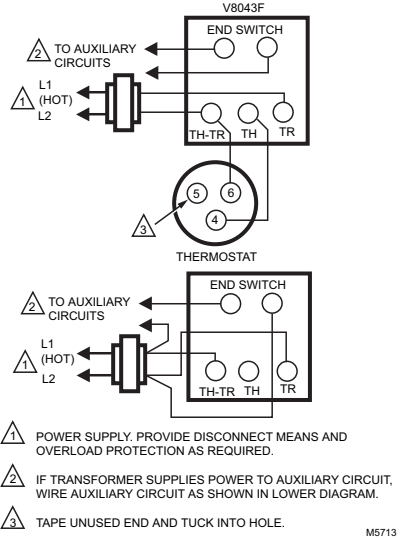 V8043F
END SWITCH
2 TO AUXILIARY
CIRCUITS
L1
1 (HOT)
L2
TH-TR TH TR
5 6
4
3
THERMOSTAT
END SWITCH
2 TO AUXILIARY
CIRCUITS
L1
1 (HOT)
L2
TH-TR TH TR
1 POWER SUPPLY. PROVIDE DISCONNECT MEANS AND
OVERLOAD PROTECTION AS REQUIRED.
2 IF TRANSFORMER SUPPLIES POWER TO AUXILIARY CIRCUIT,
WIRE AUXILIARY CIRCUIT AS SHOWN IN LOWER DIAGRAM.
3 TAPE UNUSED END AND TUCK INTO HOLE.
M5713